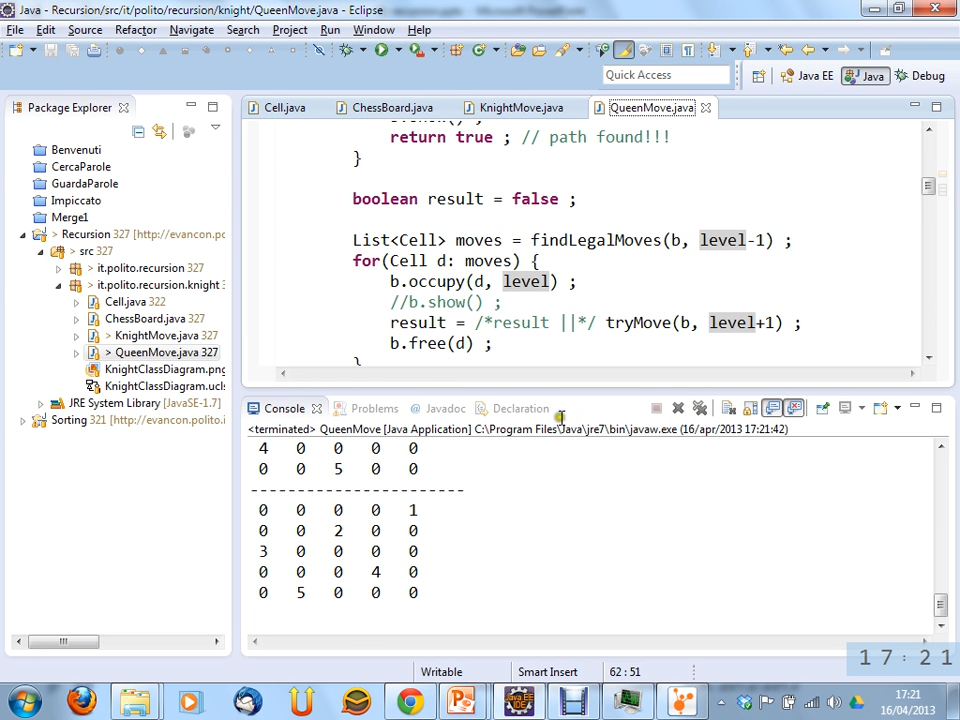 Java - Recursion/src/it/polito/recursion/knight/QueenMove.java - Eclipse
File Edit Source Refactor Navigate Search Project Run Window Help
Quick Access
Java EE Java Debug
Package Explorer
Cell.java ChessBoard.java KnightMove.java QueenMove.java
Benvenuti
CercaParole
GuardaParole
Impiccato
Merge1
> Recursion 327 [http://evancon.po
> src 327
> it.polito.recursion 327
> it.polito.recursion.knight
Cell.java 322
ChessBoard.java 327
> KnightMove.java 327
> QueenMove.java 327
KnightClassDiagram.png
KnightClassDiagram.ucls
JRE System Library [JavaSE-1.7]
Sorting 321 [http://evancon.polito.i
return true ; // path found!!!
}
boolean result = false ;
List<Cell> moves = findLegalMoves(b, level-1) ;
for(Cell d: moves) {
b.occupy(d, level) ;
//b.show() ;
result = /*result ||*/ tryMove(b, level+1) ;
b.free(d) ;
}
Console Problems Javadoc Declaration
<terminated> QueenMove [Java Application] C:\Program Files\Java\jre7\bin\javaw.exe (16/apr/2013 17:21:42)
4 0 0 0 0
0 0 5 0 0
-----------------------
0 0 0 0 1
0 0 2 0 0
3 0 0 0 0
0 0 0 4 0
0 5 0 0 0
Writable Smart Insert 62 : 51
17:21
17:21
16/04/2013